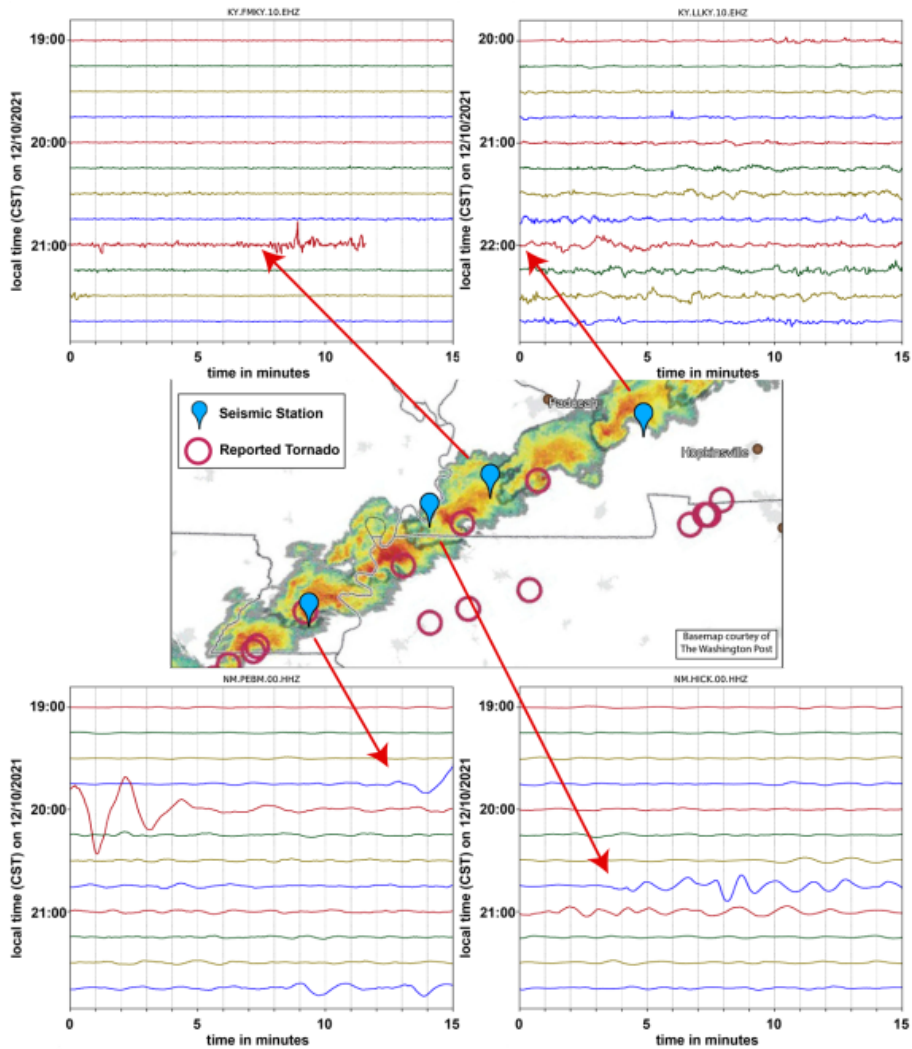 KY.FMKY.10.EHZ
KY.LLKY.10.EHZ
local time (CST) on 12/10/2021
19:00
20:00
21:00
0 5 10 15
time in minutes
local time (CST) on 12/10/2021
20:00
21:00
22:00
0 5 10 15
time in minutes
Seismic Station
Reported Tornado
Paducah
Hopkinsville
Basemap courtey of
The Washington Post
NM.PEBM.00.HHZ
NM.HICK.00.HHZ
local time (CST) on 12/10/2021
19:00
20:00
21:00
0 5 10 15
time in minutes
local time (CST) on 12/10/2021
19:00
20:00
21:00
0 5 10 15
time in minutes